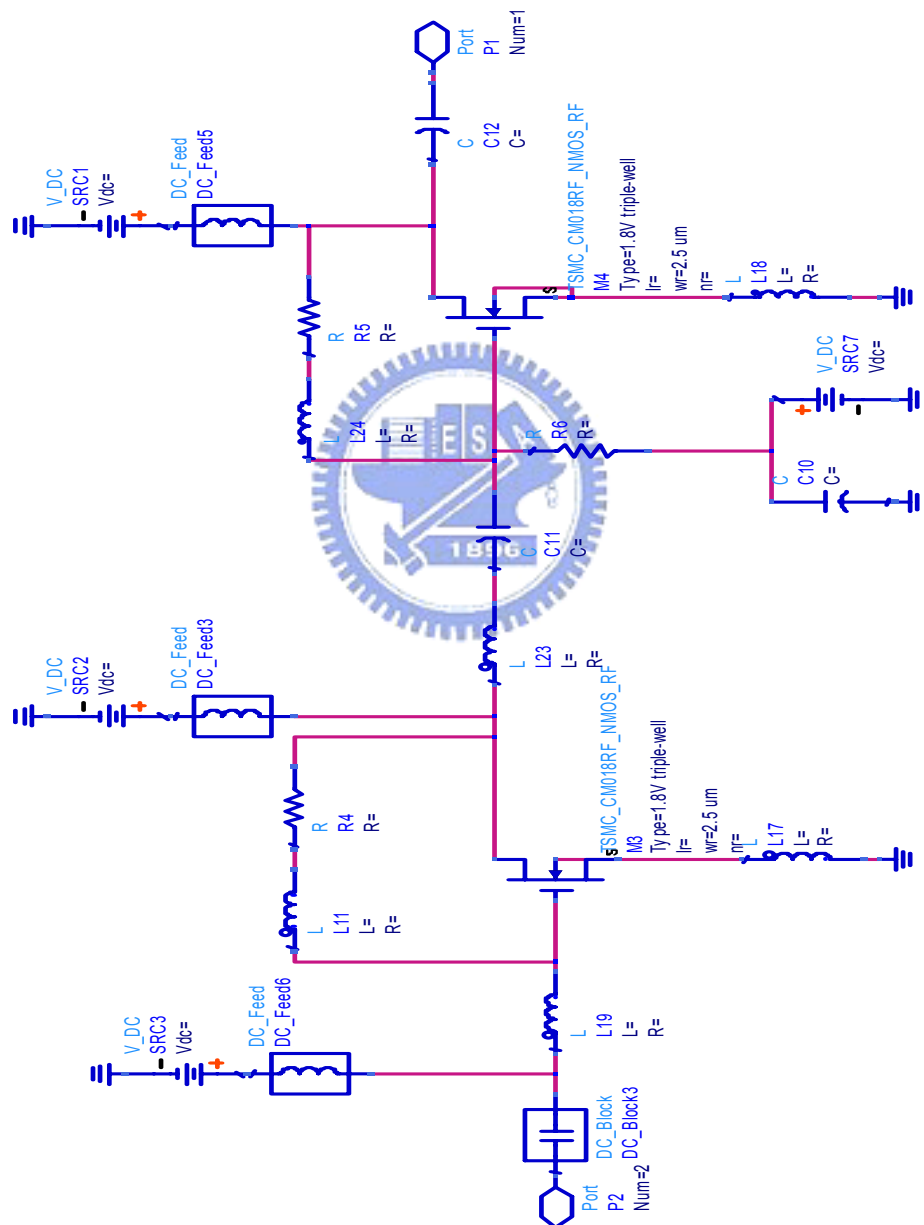 Port
P1
Num=1
C
C12
C=
V_DC
SRC1
Vdc=
DC_Feed
DC_Feed5
R
R5
R=
L
L24
L=
R=
TSMC_CM018RF_NMOS_RF
M4
Type=1.8V triple-well
lr=
wr=2.5 um
nr=
S
L
L18
L=
R=
V_DC
SRC7
Vdc=
R
R6
R=
C
C10
C=
C
C11
C=
ES
1896
L
L23
L=
R=
V_DC
SRC2
Vdc=
DC_Feed
DC_Feed3
R
R4
R=
L
L11
L=
R=
TSMC_CM018RF_NMOS_RF
M3
Type=1.8V triple-well
lr=
wr=2.5 um
nr=
S
L
L17
L=
R=
V_DC
SRC3
Vdc=
DC_Feed
DC_Feed6
L
L19
L=
R=
DC_Block
DC_Block3
Port
P2
Num=2